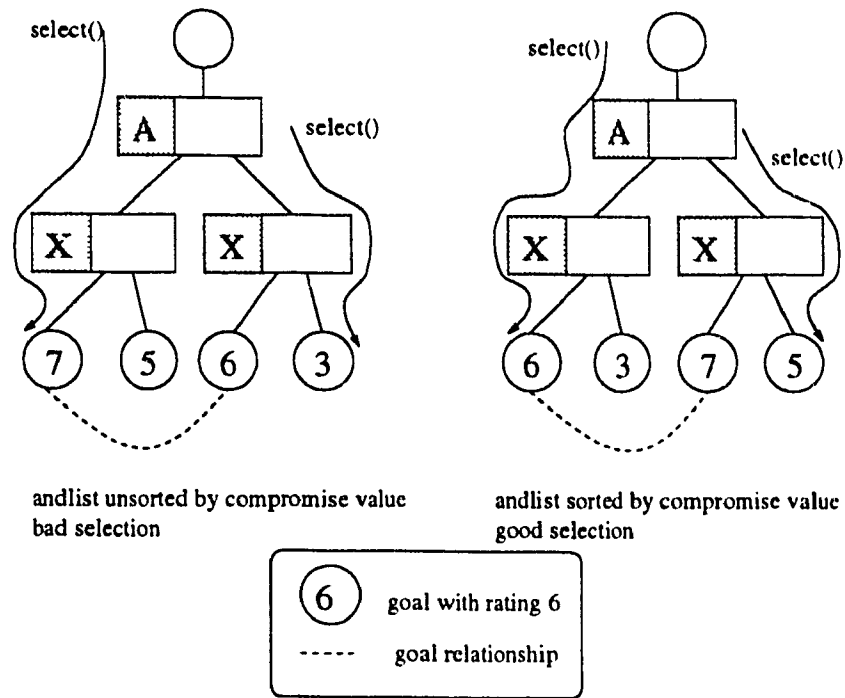 select()
select()
A
select()
A
select()
X
X
X
X
7
5
6
3
6
3
7
5
andlist unsorted by compromise value
bad selection
andlist sorted by compromise value
good selection
6
goal with rating 6
goal relationship